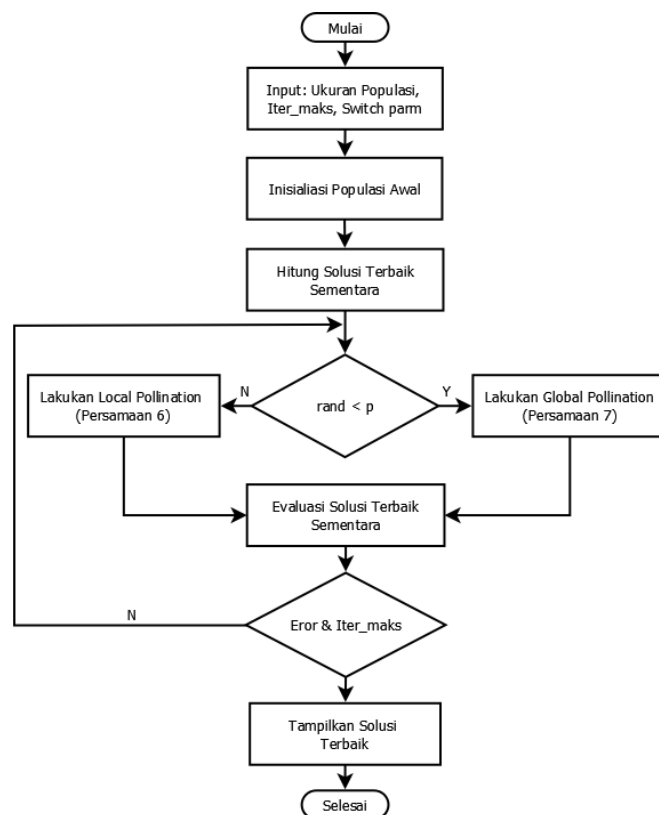 Mulai
Input: Ukuran Populasi,
Iter_maks, Switch parm
Inisialiasi Populasi Awal
Hitung Solusi Terbaik
Sementara
rand < p
N
Y
Lakukan Local Pollination
(Persamaan 6)
Lakukan Global Pollination
(Persamaan 7)
Evaluasi Solusi Terbaik
Sementara
Eror & Iter_maks
N
Tampilkan Solusi
Terbaik
Selesai